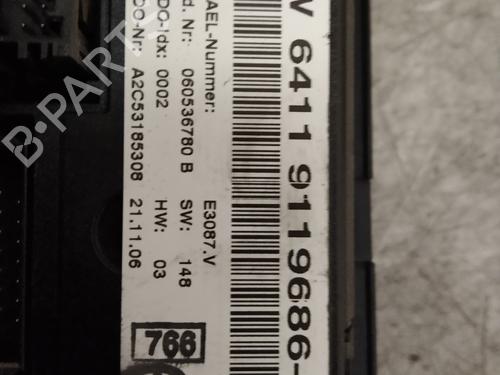 V 6411 9119686-
AEL-Nummer: E3087.V
d. Nr: 060536780 B SW: 148
DO-Idx: 0002 HW: 03
DO-Nr: A2C53185308 21.11.06
766
B-PARTS